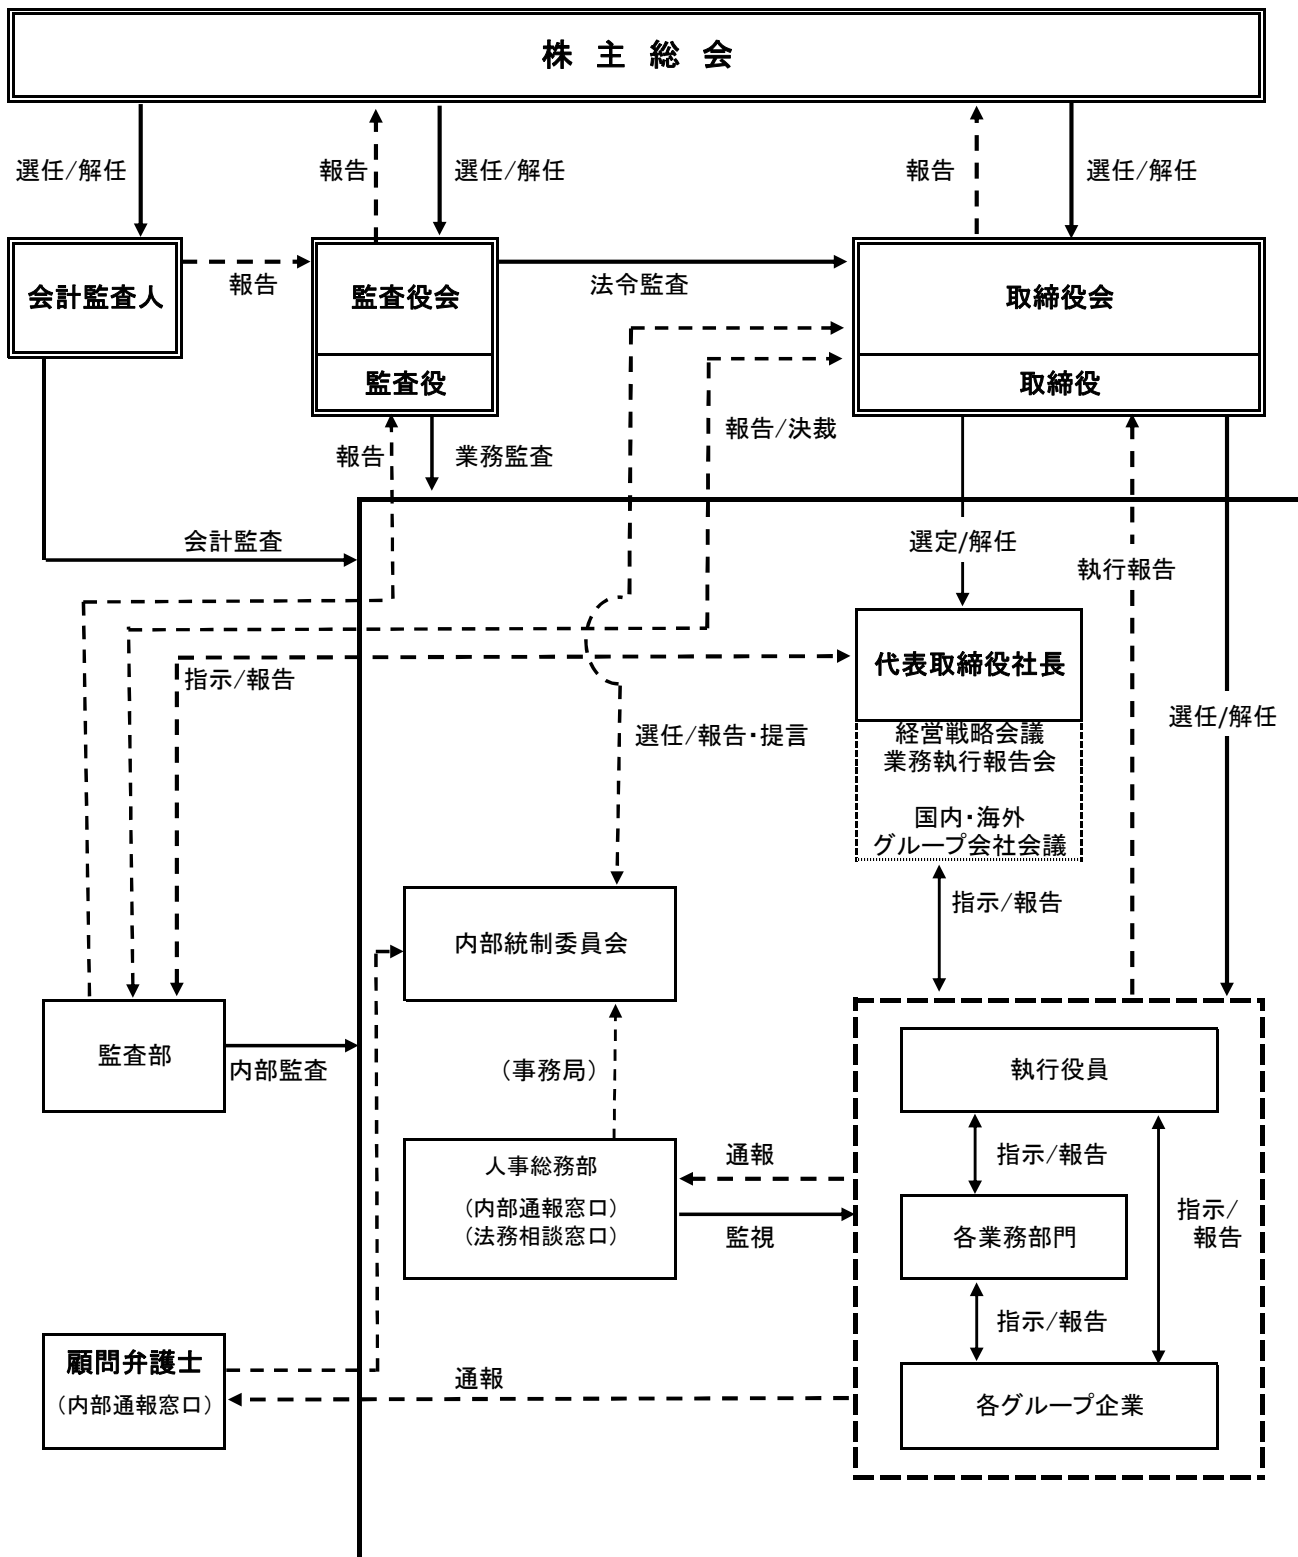 株 主 総 会
選任/解任
報告
選任/解任
報告
選任/解任
会計監査人
報告
監査役会
監査役
法令監査
取締役会
取締役
報告
業務監査
報告/決裁
会計監査
選定/解任
執行報告
指示/報告
代表取締役社長
選任/報告・提言
選任/解任
経営戦略会議
業務執行報告会
国内・海外
グループ会社会議
指示/報告
内部統制委員会
監査部
内部監査
（事務局）
執行役員
人事総務部
（内部通報窓口）
（法務相談窓口）
通報
監視
指示/報告
各業務部門
指示/
報告
指示/報告
顧問弁護士
（内部通報窓口）
通報
各グループ企業